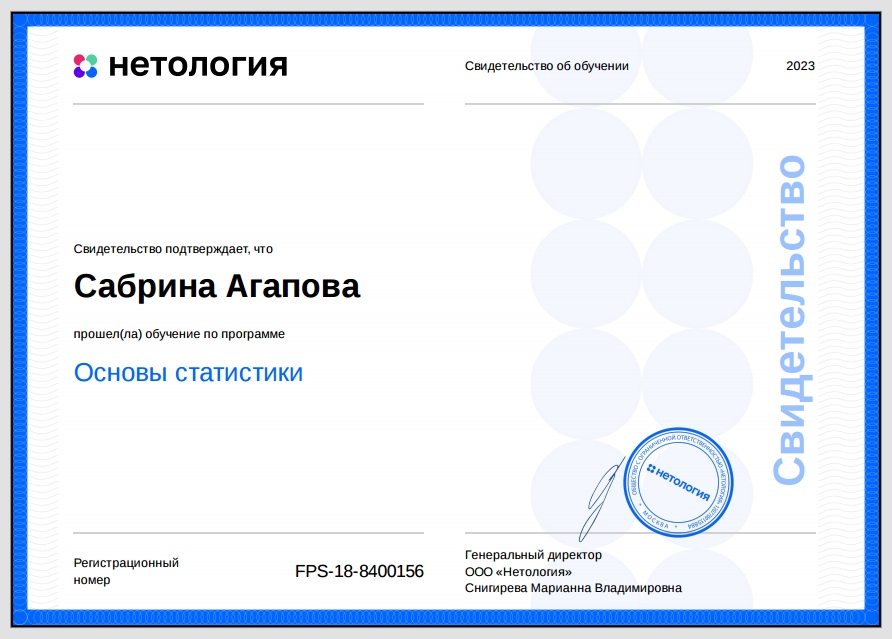 нетология
Свидетельство об обучении
2023
Свидетельство подтверждает, что
Сабрина Агапова
прошел(ла) обучение по программе
Основы статистики
Свидетельство
ОБЩЕСТВО С ОГРАНИЧЕННОЙ ОТВЕТСТВЕННОСТЬЮ «НЕТОЛОГИЯ»
нетология
МОСКВА
Регистрационный
номер
FPS-18-8400156
Генеральный директор
ООО «Нетология»
Снигирева Марианна Владимировна